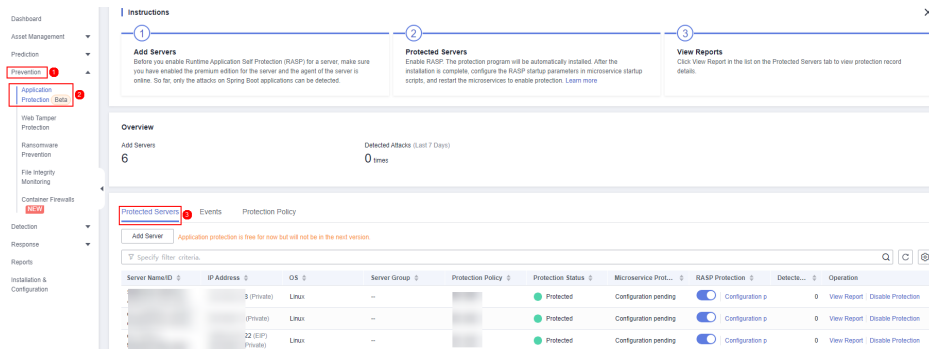 Dashboard
Asset Management
Prediction
Prevention 1
Application
Protection Beta 2
Web Tamper
Protection
Ransomware
Prevention
File Integrity
Monitoring
Container Firewalls
NEW
Detection
Response
Reports
Installation &
Configuration
Instructions
1
Add Servers
Before you enable Runtime Application Self Protection (RASP) for a server, make sure
you have enabled the premium edition for the server and the agent of the server is
online. So far, only the attacks on Spring Boot applications can be detected.
2
Protected Servers
Enable RASP. The protection program will be automatically installed. After the
installation is complete, configure the RASP startup parameters in microservice startup
scripts, and restart the microservices to enable protection. Learn more
3
View Reports
Click View Report in the list on the Protected Servers tab to view protection record
details.
Overview
Add Servers
6
Detected Attacks (Last 7 Days)
0 times
Protected Servers 3 Events Protection Policy
Add Server Application protection is free for now but will not be in the next version.
Specify filter criteria.
Server Name/ID IP Address OS Server Group Protection Policy Protection Status Microservice Prot... RASP Protection Detecte... Operation
3 (Private) Linux -- Protected Configuration pending Configuration p 0 View Report Disable Protection
(Private) Linux -- Protected Configuration pending Configuration p 0 View Report Disable Protection
22 (EIP)
(Private) Linux -- Protected Configuration pending Configuration p 0 View Report Disable Protection